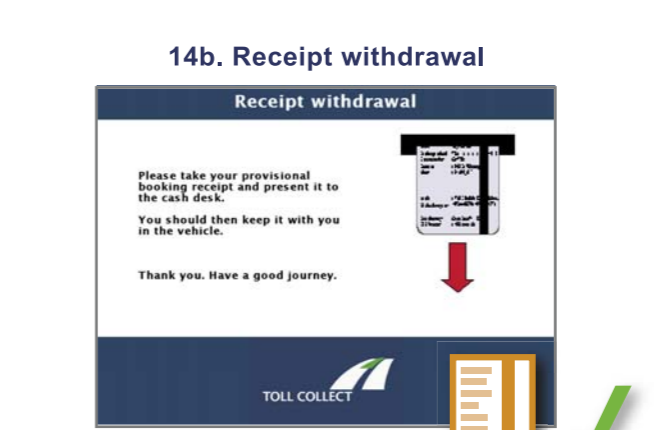 14b. Receipt withdrawal
Receipt withdrawal
Please take your provisional
booking receipt and present it to
the cash desk.
You should then keep it with you
in the vehicle.
Thank you. Have a good journey.
TOLL COLLECT